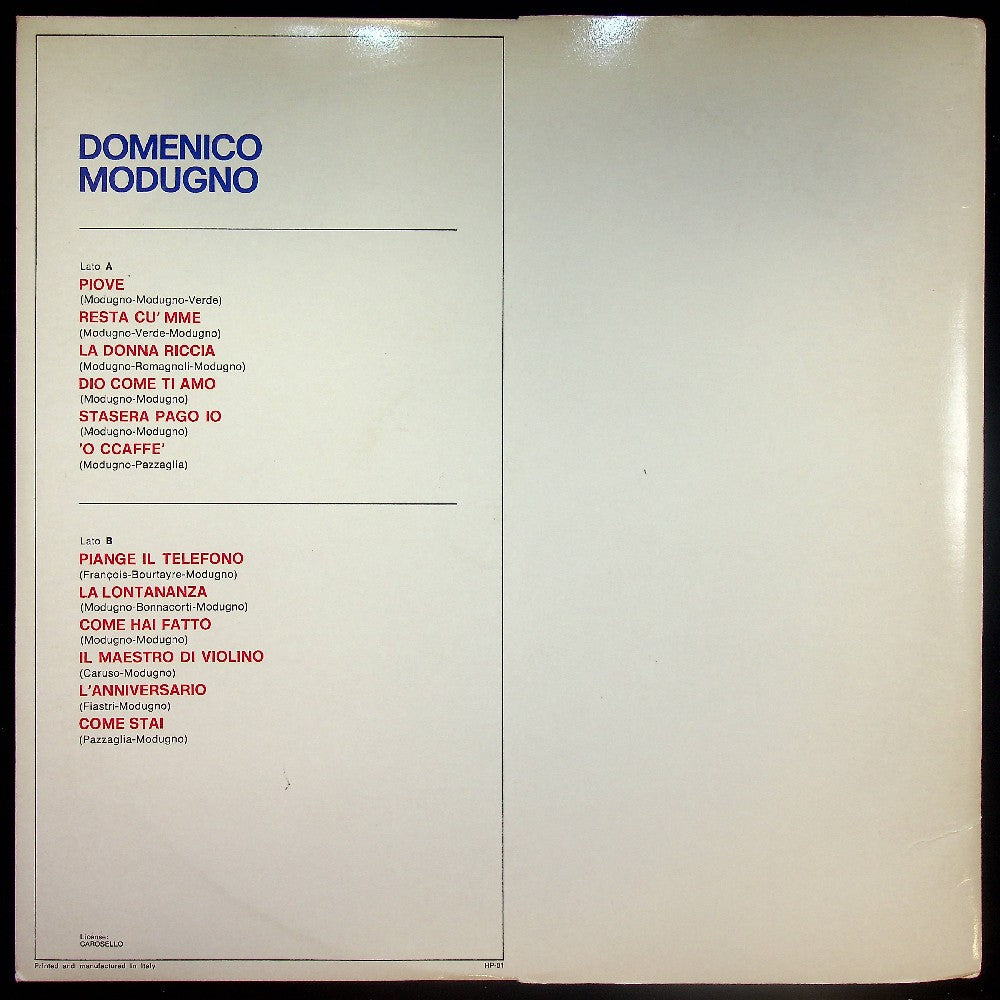 DOMENICO
MODUGNO
Lato A
PIOVE
(Modugno-Modugno-Verde)
RESTA CU' MME
(Modugno-Verde-Modugno)
LA DONNA RICCIA
(Modugno-Romagnoli-Modugno)
DIO COME TI AMO
(Modugno-Modugno)
STASERA PAGO IO
(Modugno-Modugno)
'O CCAFFE'
(Modugno-Pazzaglia)
Lato B
PIANGE IL TELEFONO
(François-Bourtayre-Modugno)
LA LONTANANZA
(Modugno-Bonnacorti-Modugno)
COME HAI FATTO
(Modugno-Modugno)
IL MAESTRO DI VIOLINO
(Caruso-Modugno)
L'ANNIVERSARIO
(Fiastri-Modugno)
COME STAI
(Pazzaglia-Modugno)
License:
CAROSELLO
Printed and manufactured in Italy
HP-01